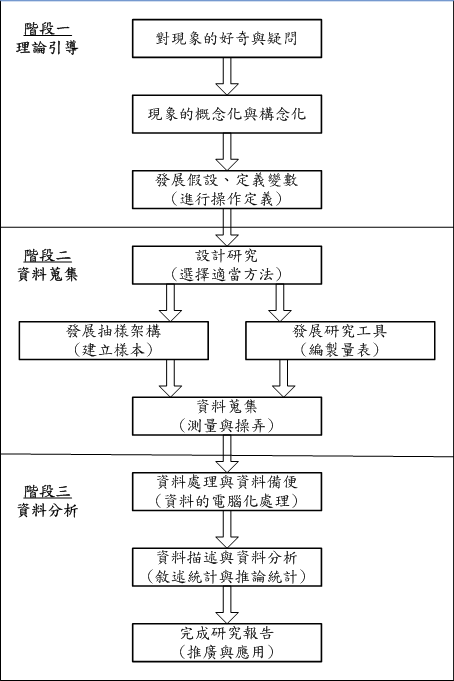 階段一
理論引導
對現象的好奇與疑問
現象的概念化與構念化
發展假設、定義變數
(進行操作定義)
階段二
資料蒐集
設計研究
(選擇適當方法)
發展抽樣架構
(建立樣本)
發展研究工具
(編製量表)
資料蒐集
(測量與操弄)
階段三
資料分析
資料處理與資料備便
(資料的電腦化處理)
資料描述與資料分析
(敘述統計與推論統計)
完成研究報告
(推廣與應用)